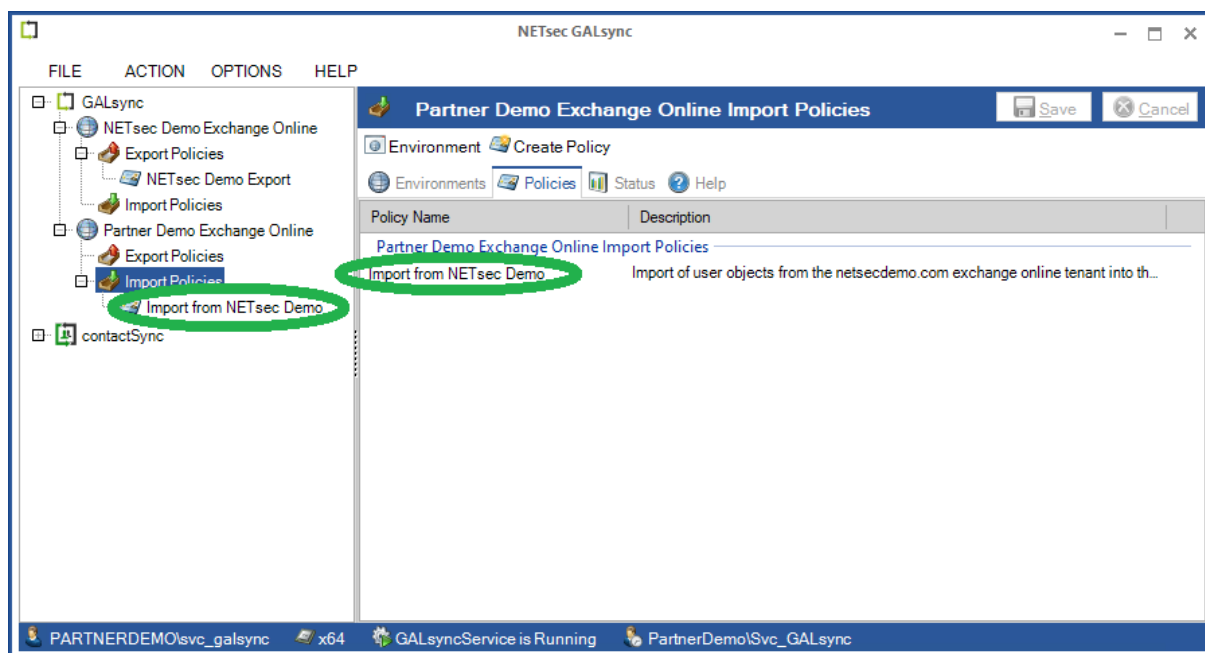 NETsec GALsync
FILE ACTION OPTIONS HELP
GALsync
NETsec Demo Exchange Online
Export Policies
NETsec Demo Export
Import Policies
Partner Demo Exchange Online
Export Policies
Import Policies
Import from NETsec Demo
contactSync
Partner Demo Exchange Online Import Policies
Save Cancel
Environment Create Policy
Environments Policies Status Help
Policy Name Description
Partner Demo Exchange Online Import Policies
Import from NETsec Demo Import of user objects from the netsecdemo.com exchange online tenant into th...
PARTNERDEMO\svc_galsync x64 GALsyncService is Running PartnerDemo\Svc_GALsync